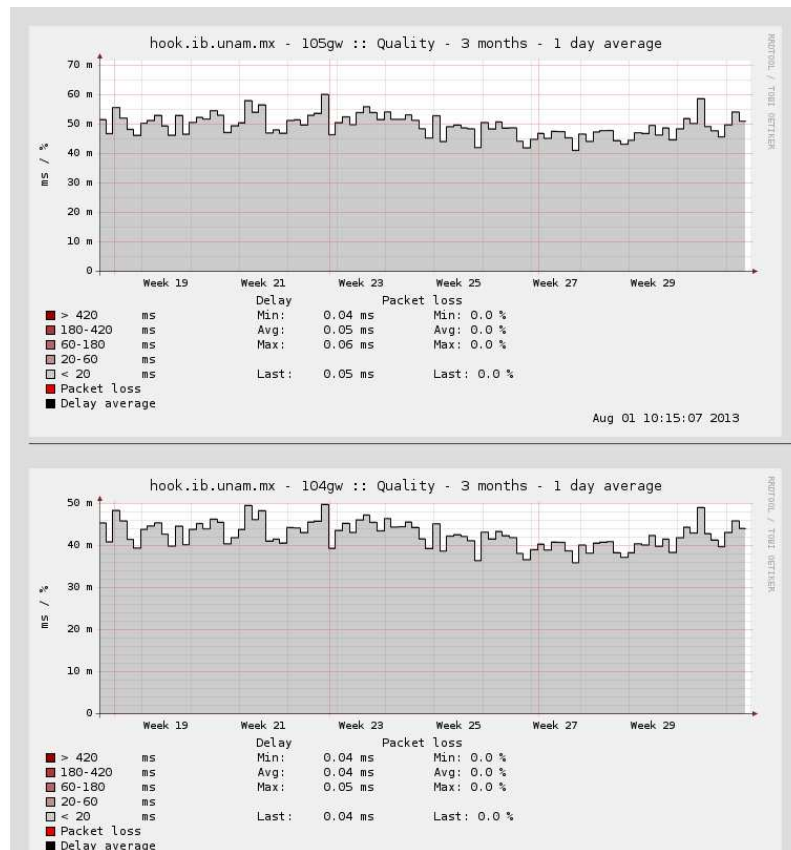 hook.ib.unam.mx - 105gw :: Quality - 3 months - 1 day average
RRDTOOL / TOBI OETIKER
70 m
60 m
50 m
40 m
30 m
20 m
10 m
0
ms / %
Week 19 Week 21 Week 23 Week 25 Week 27 Week 29
Delay Packet loss
> 420 ms Min: 0.04 ms Min: 0.0 %
180-420 ms Avg: 0.05 ms Avg: 0.0 %
60-180 ms Max: 0.06 ms Max: 0.0 %
20-60 ms
< 20 ms Last: 0.05 ms Last: 0.0 %
Packet loss
Delay average
Aug 01 10:15:07 2013
hook.ib.unam.mx - 104gw :: Quality - 3 months - 1 day average
RRDTOOL / TOBI OETIKER
50 m
40 m
30 m
20 m
10 m
0
ms / %
Week 19 Week 21 Week 23 Week 25 Week 27 Week 29
Delay Packet loss
> 420 ms Min: 0.04 ms Min: 0.0 %
180-420 ms Avg: 0.04 ms Avg: 0.0 %
60-180 ms Max: 0.05 ms Max: 0.0 %
20-60 ms
< 20 ms Last: 0.04 ms Last: 0.0 %
Packet loss
Delay average